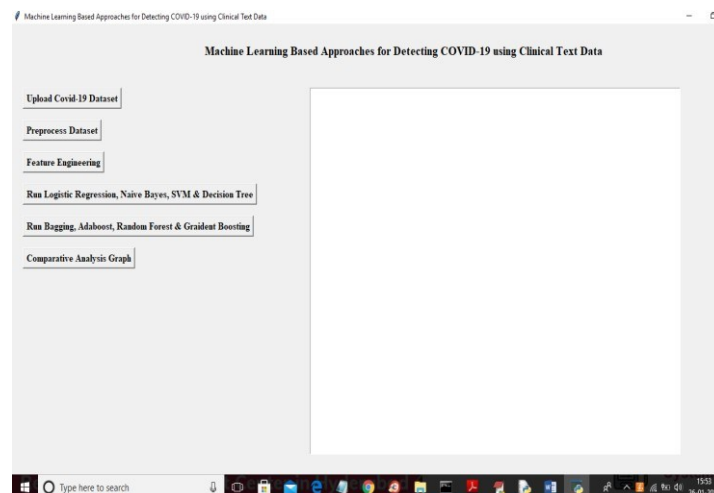 Machine Learning Based Approaches for Detecting COVID-19 using Clinical Text Data
Machine Learning Based Approaches for Detecting COVID-19 using Clinical Text Data
Upload Covid-19 Dataset
Preprocess Dataset
Feature Engineering
Run Logistic Regression, Naive Bayes, SVM & Decision Tree
Run Bagging, Adaboost, Random Forest & Graident Boosting
Comparative Analysis Graph
Type here to search
15:53